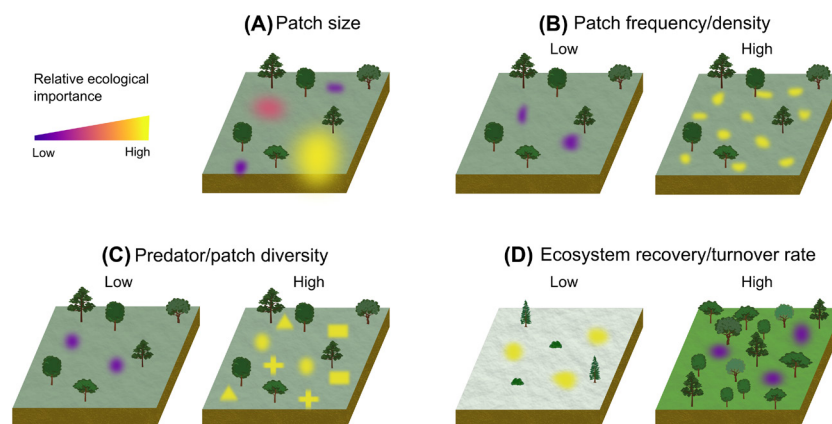 (A) Patch size
(B) Patch frequency/density
Low
High
Relative ecological
importance
Low
High
(C) Predator/patch diversity
Low
High
(D) Ecosystem recovery/turnover rate
Low
High